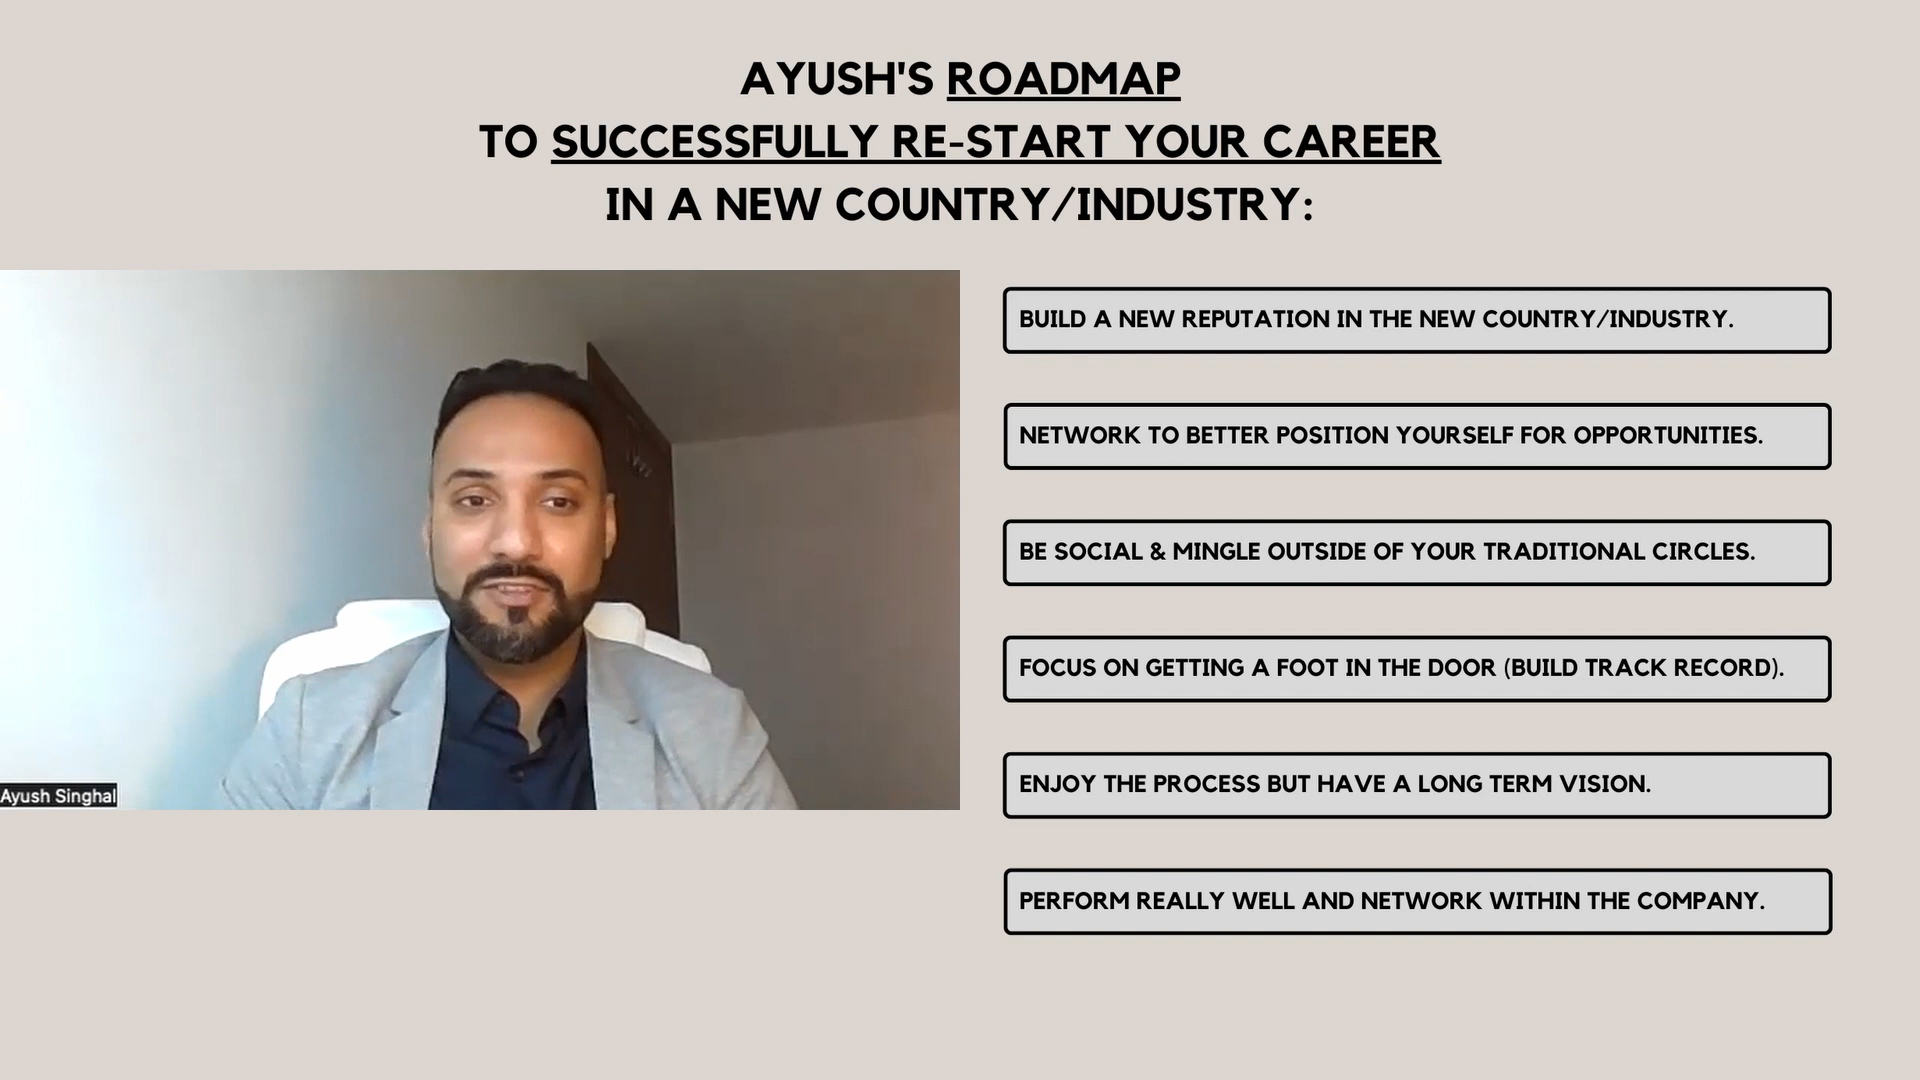 AYUSH'S ROADMAP
TO SUCCESSFULLY RE-START YOUR CAREER
IN A NEW COUNTRY/INDUSTRY:
BUILD A NEW REPUTATION IN THE NEW COUNTRY/INDUSTRY.
NETWORK TO BETTER POSITION YOURSELF FOR OPPORTUNITIES.
BE SOCIAL & MINGLE OUTSIDE OF YOUR TRADITIONAL CIRCLES.
FOCUS ON GETTING A FOOT IN THE DOOR (BUILD TRACK RECORD).
ENJOY THE PROCESS BUT HAVE A LONG TERM VISION.
PERFORM REALLY WELL AND NETWORK WITHIN THE COMPANY.
Ayush Singhal